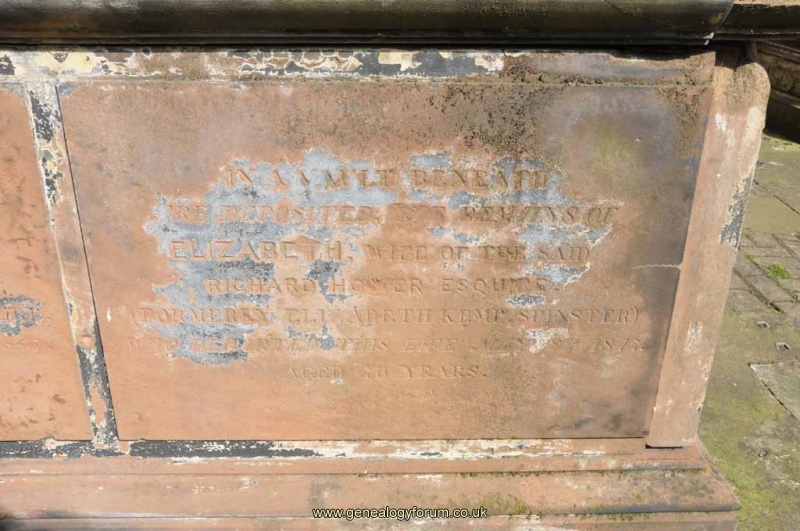 IN A VAULT BENEATH
ARE DEPOSITED THE REMAINS OF
ELIZABETH, WIFE OF THE SAID
RICHARD ESQUIRE
(FORMERLY ELIZABETH KEMP, SPINSTER)
WHO DEPARTED THIS LIFE
AGED YEARS.
www.genealogyforum.co.uk